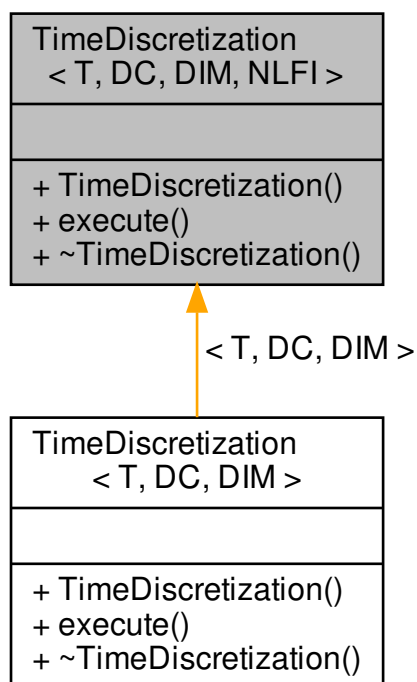 TimeDiscretization
< T, DC, DIM, NLFI >
+ TimeDiscretization()
+ execute()
+ ~TimeDiscretization()
< T, DC, DIM >
TimeDiscretization
< T, DC, DIM >
+ TimeDiscretization()
+ execute()
+ ~TimeDiscretization()